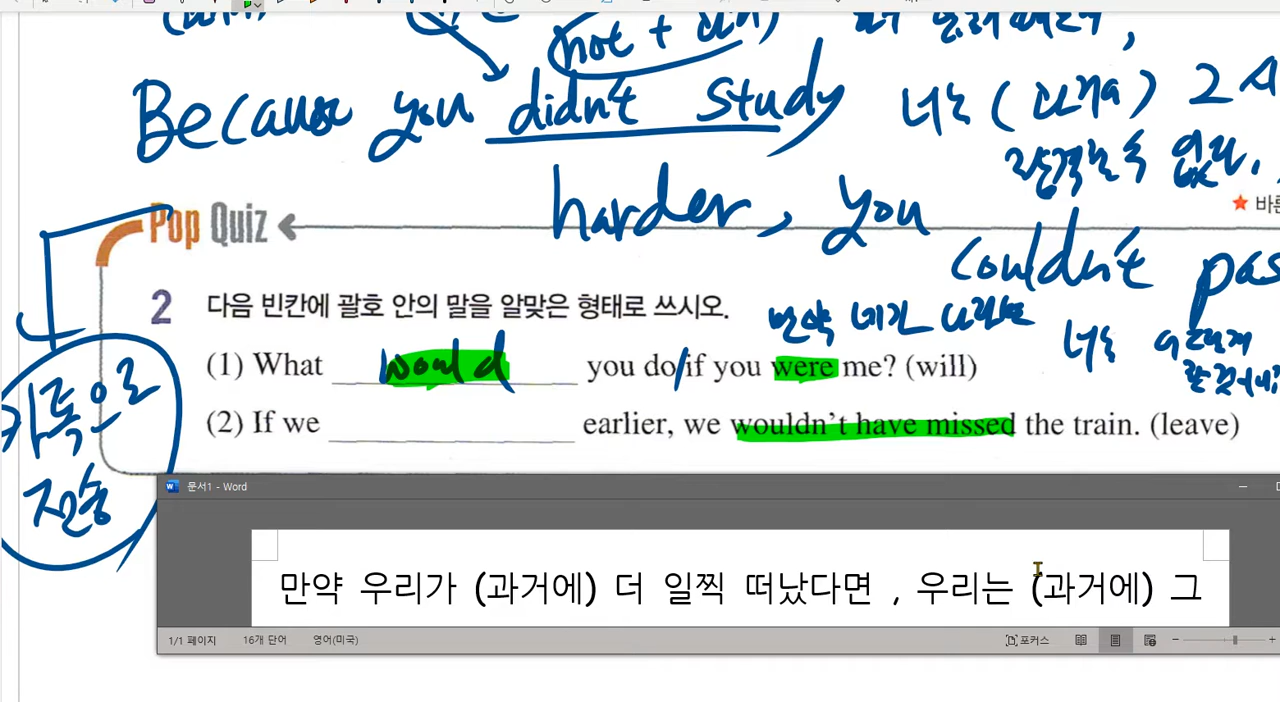 not +
Because you didn't study 너는 (과거에) 2 시
harder, you 합격할 수 없었다.
Pop Quiz
★ 바른
couldn't pas
2 다음 빈칸에 괄호 안의 말을 알맞은 형태로 쓰시오.
만약 네가 나라면 너는 어떻게
(1) What would you do / if you were me? (will)
할 것이니?
(2) If we earlier, we wouldn't have missed the train. (leave)
카톡으로
전송
문서1 - Word
만약 우리가 (과거에) 더 일찍 떠났다면 , 우리는 (과거에) 그
1/1 페이지 16개 단어 영어(미국) 포커스